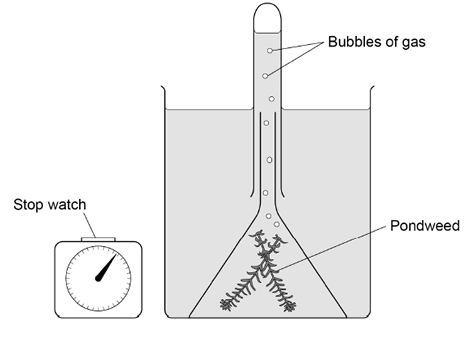 Bubbles of gas
Stop watch
Pondweed